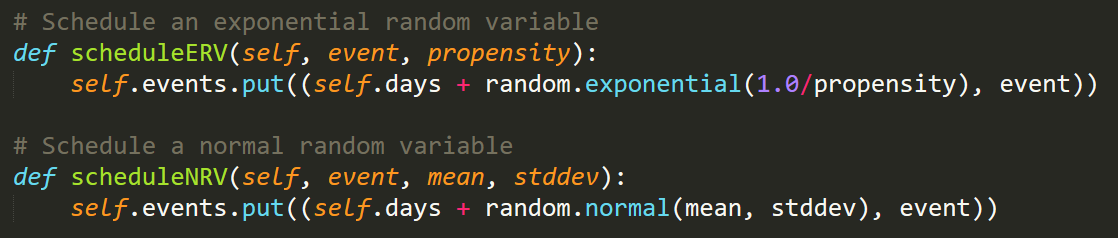 # Schedule an exponential random variable
def scheduleERV(self, event, propensity):
    self.events.put((self.days + random.exponential(1.0/propensity), event))
# Schedule a normal random variable
def scheduleNRV(self, event, mean, stddev):
    self.events.put((self.days + random.normal(mean, stddev), event))